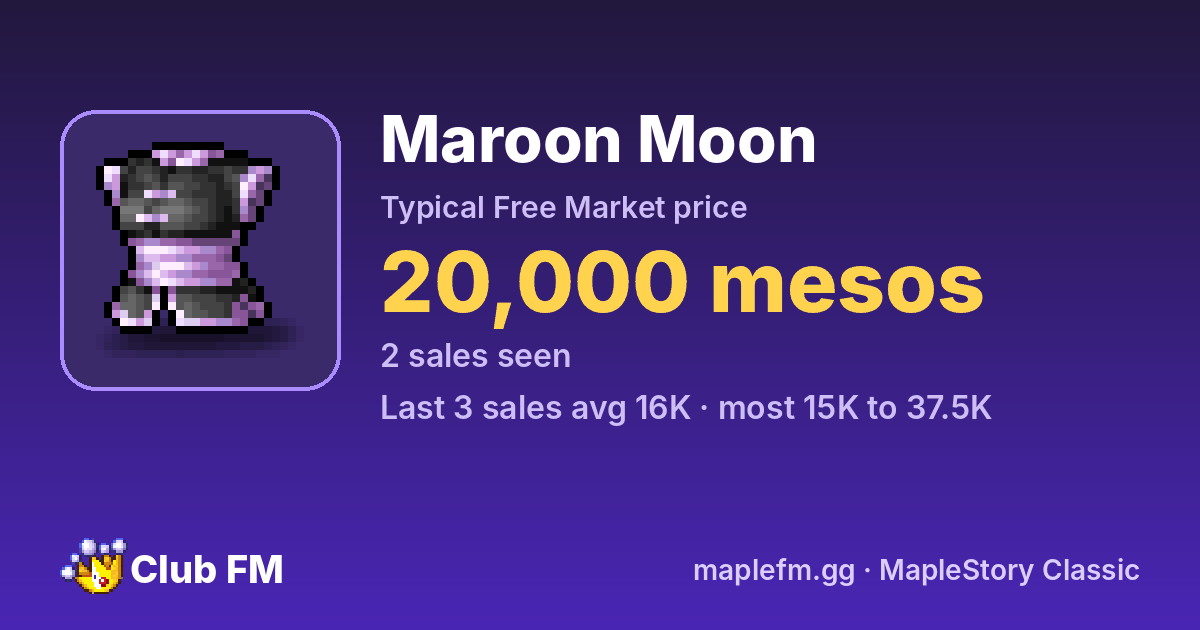 Maroon Moon
Typical Free Market price
20,000 mesos
2 sales seen
Last 3 sales avg 16K · most 15K to 37.5K
Club FM
maplefm.gg · MapleStory Classic